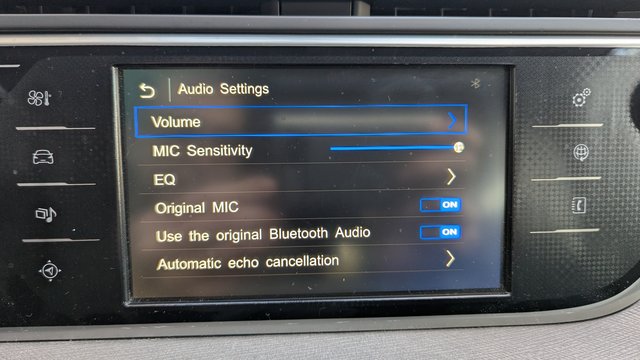 Audio Settings
Volume
MIC Sensitivity
EQ
Original MIC
ON
Use the original Bluetooth Audio
ON
Automatic echo cancellation